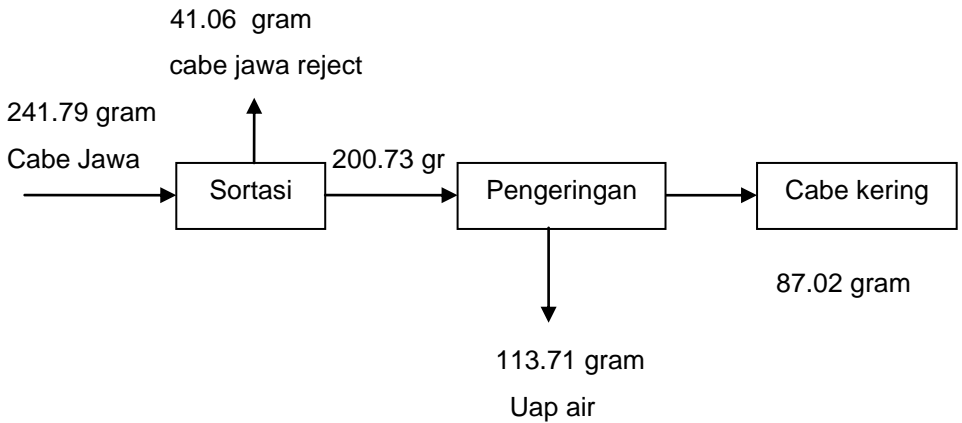 41.06  gram
cabe jawa reject
241.79 gram
Cabe Jawa
Sortasi
200.73 gr
Pengeringan
Cabe kering
87.02 gram
113.71 gram
Uap air